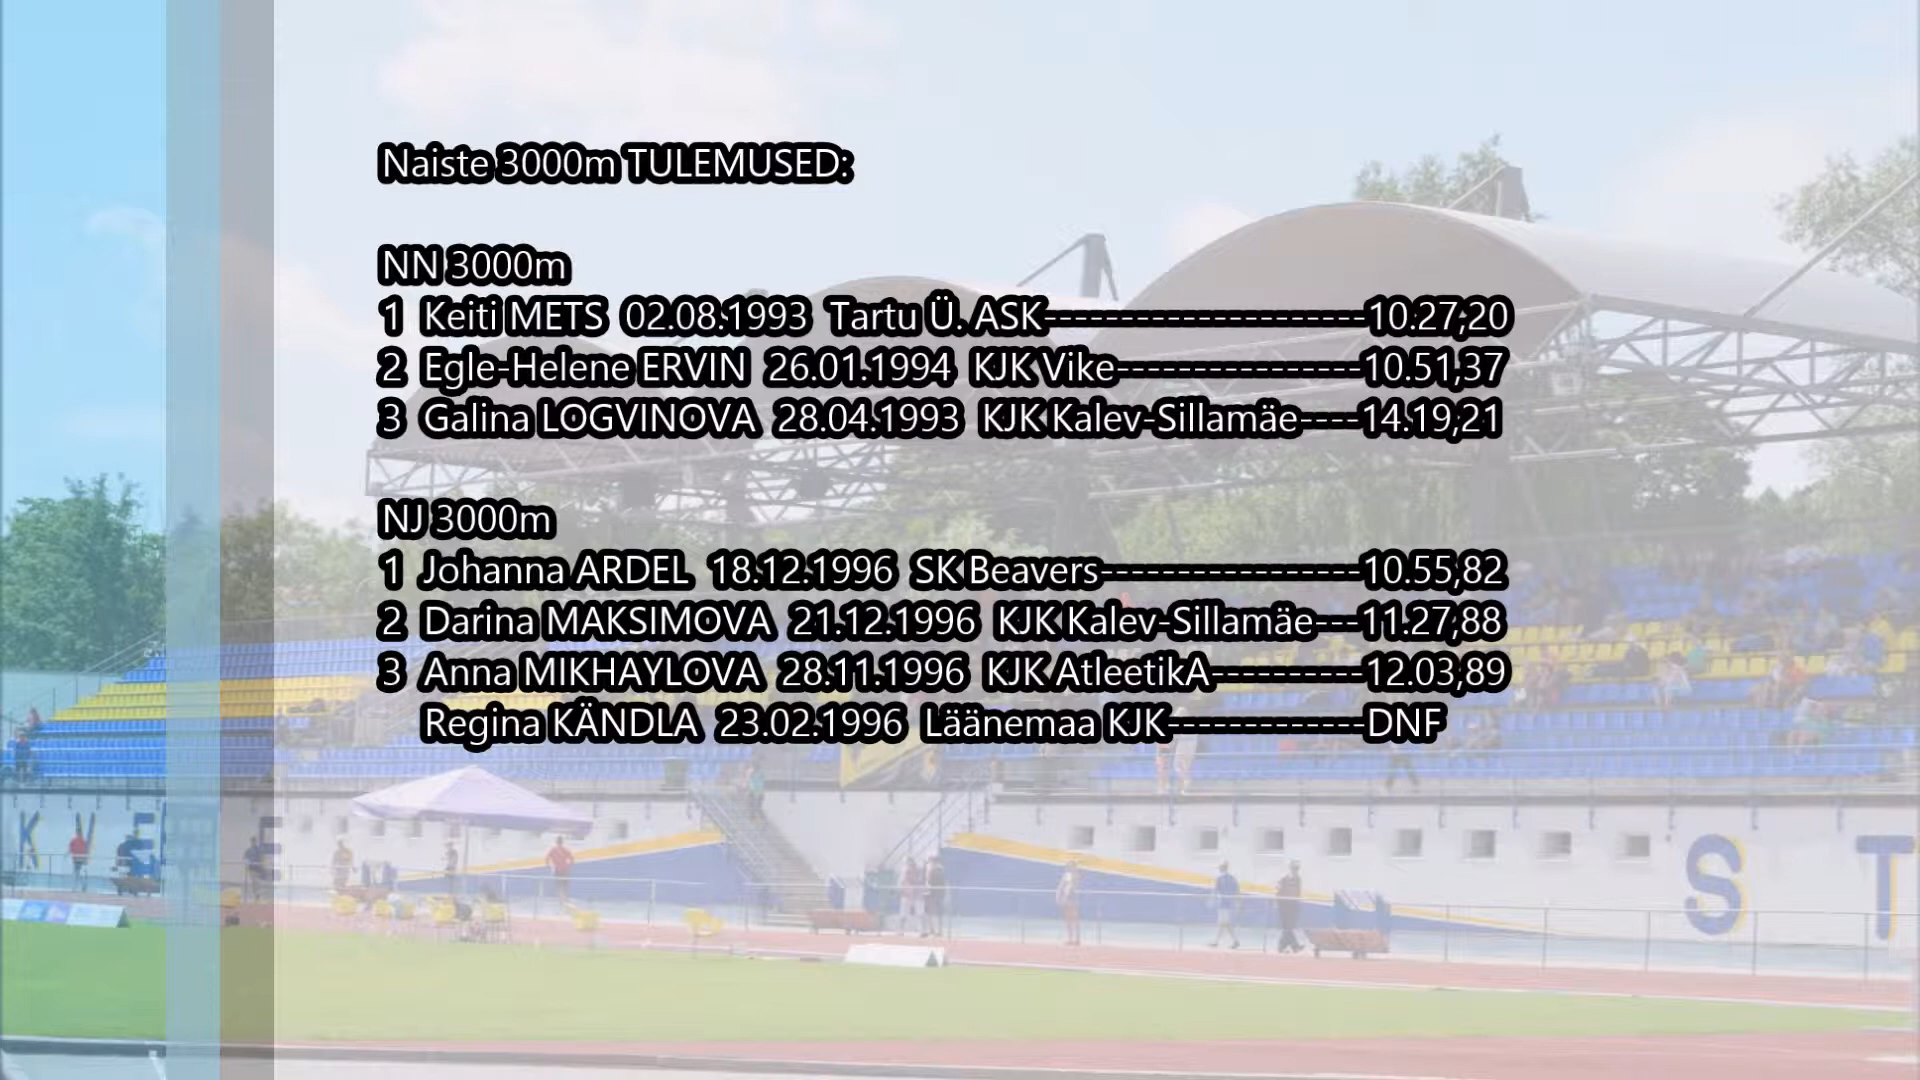 Naiste 3000m TULEMUSED:
NN 3000m
1 Keiti METS 02.08.1993 Tartu Ü. ASK----------------------10.27,20
2 Egle-Helene ERVIN 26.01.1994 KJK Vike-----------------10.51,37
3 Galina LOGVINOVA 28.04.1993 KJK Kalev-Sillamäe----14.19,21
NJ 3000m
1 Johanna ARDEL 18.12.1996 SK Beavers------------------10.55,82
2 Darina MAKSIMOVA 21.12.1996 KJK Kalev-Sillamäe---11.27,88
3 Anna MIKHAYLOVA 28.11.1996 KJK AtleetikA----------12.03,89
Regina KÄNDLA 23.02.1996 Läänemaa KJK-------------DNF
K V E E
S T